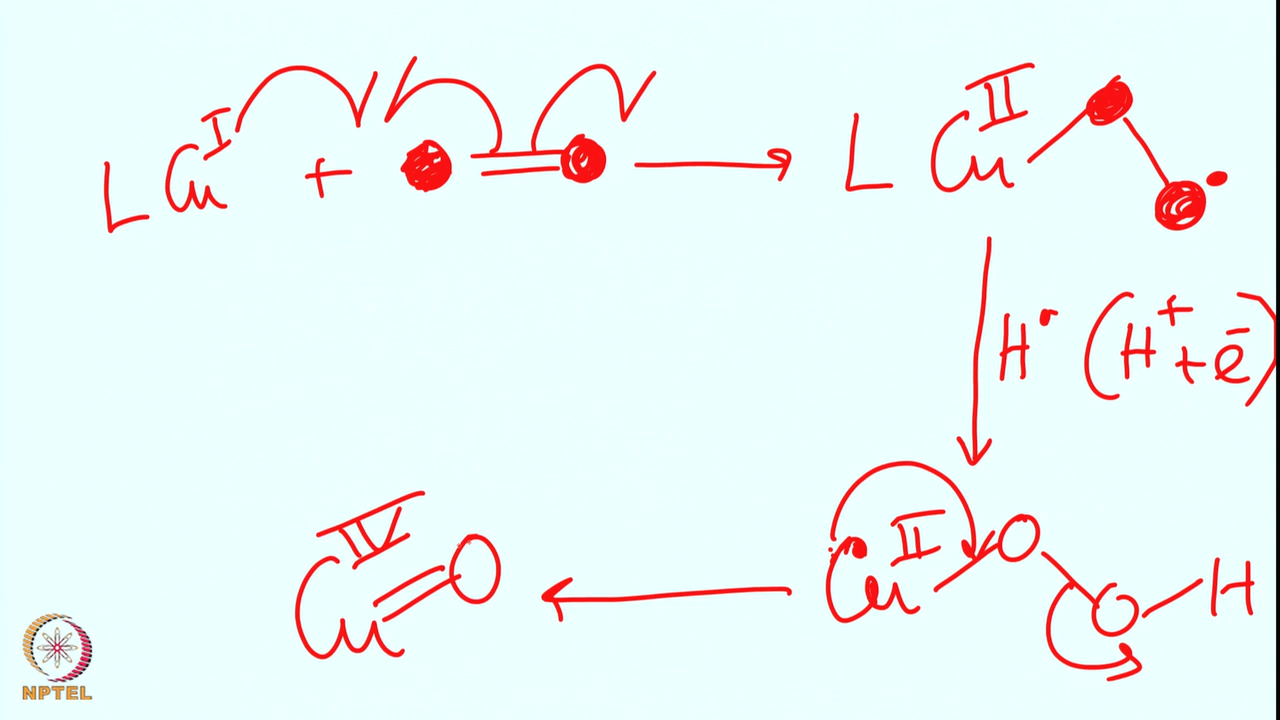 L Cu I + → L Cu II •
H• (H+ + e-)
Cu IV = O ← Cu II O O H
NPTEL